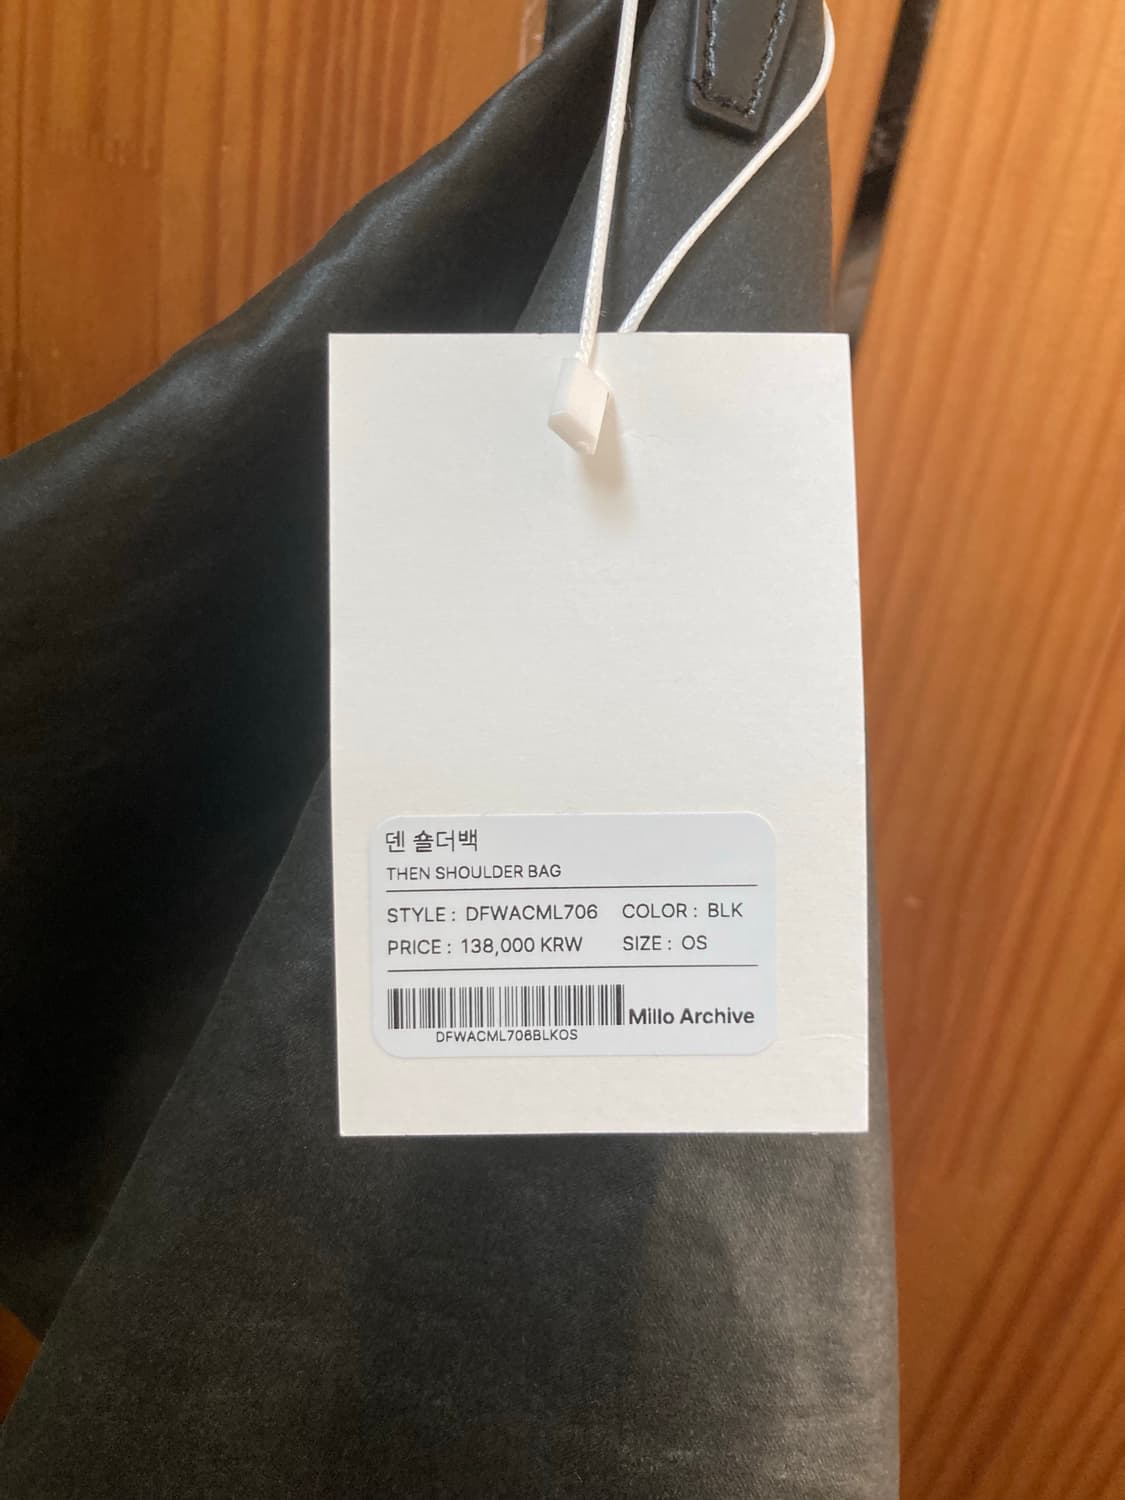 덴 숄더백
THEN SHOULDER BAG
STYLE : DFWACML706 COLOR : BLK
PRICE : 138,000 KRW SIZE : OS
Millo Archive
DFWACML706BLKOS